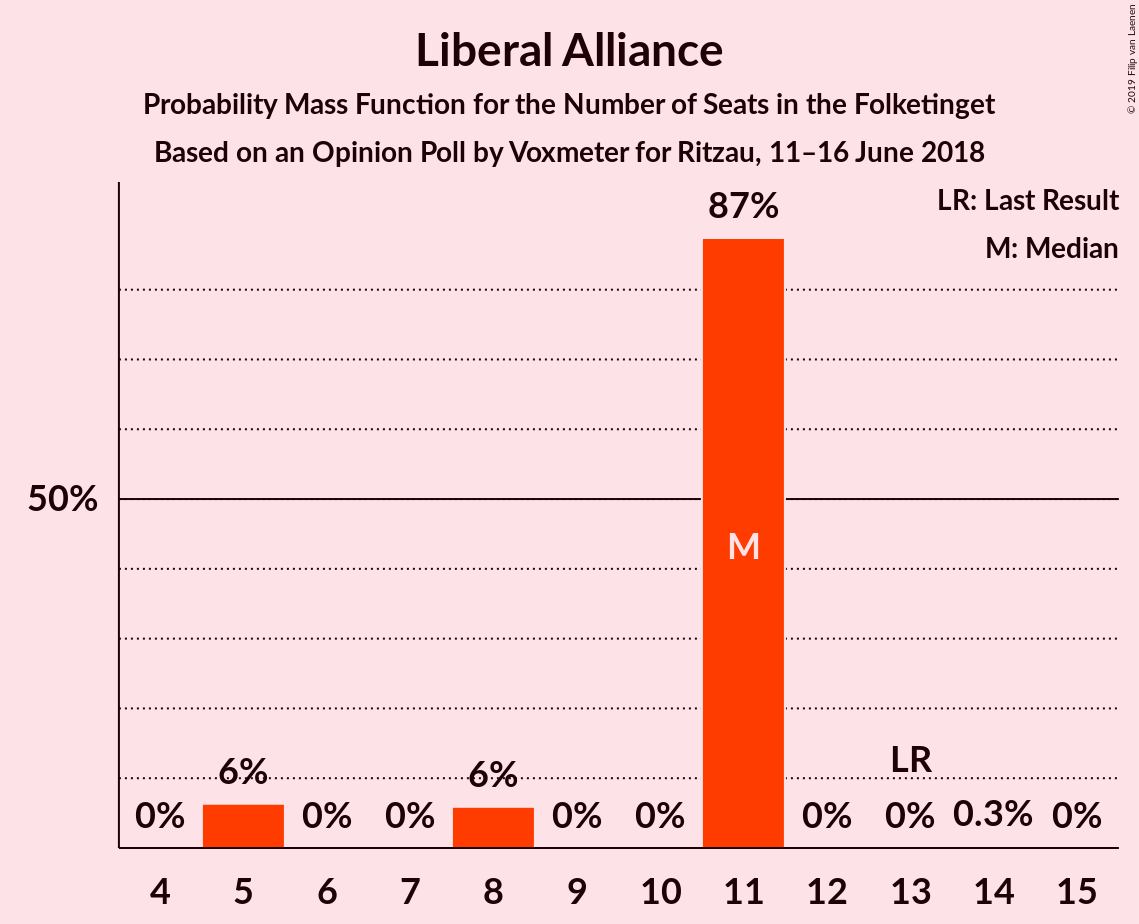 Liberal Alliance
Probability Mass Function for the Number of Seats in the Folketinget
Based on an Opinion Poll by Voxmeter for Ritzau, 11–16 June 2018
© 2019 Filip van Laenen
LR: Last Result
M: Median
87%
50%
M
LR
0% 6% 0% 0% 6% 0% 0% 0% 0% 0.3% 0%
4 5 6 7 8 9 10 11 12 13 14 15